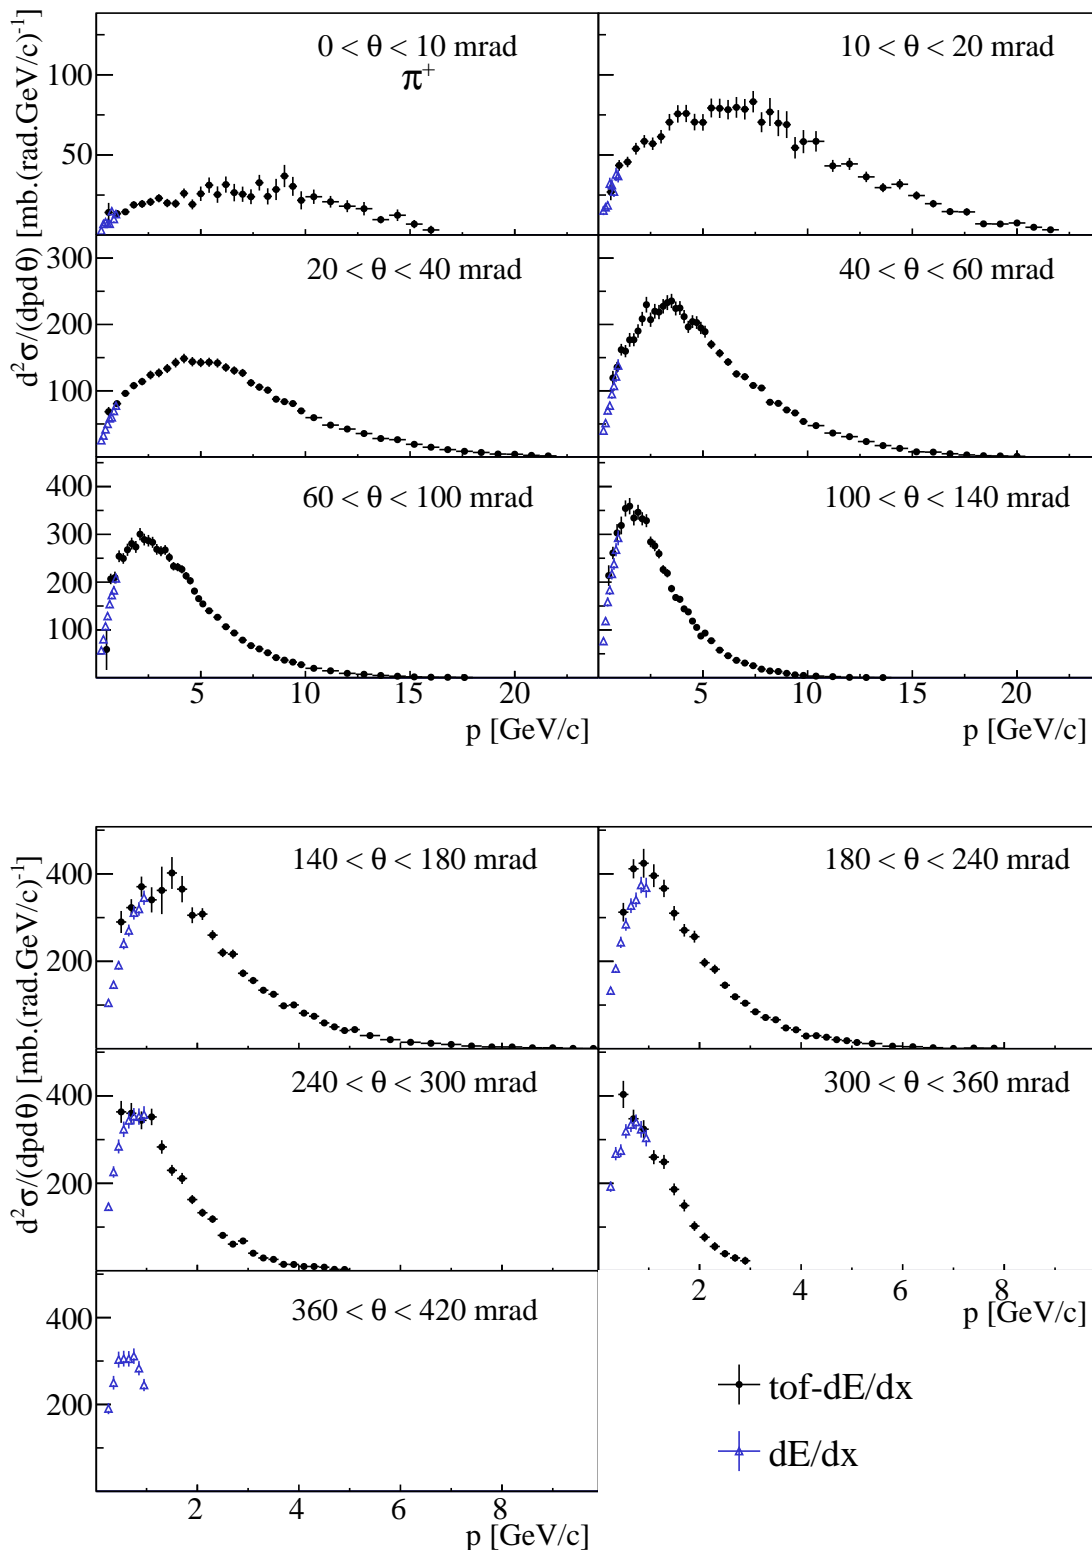 0 < θ < 10 mrad
π⁺
10 < θ < 20 mrad
d²σ/(dpdθ) [mb.(rad.GeV/c)⁻¹]
100
50
20 < θ < 40 mrad
40 < θ < 60 mrad
300
200
100
60 < θ < 100 mrad
100 < θ < 140 mrad
400
300
200
100
5 10 15 20
5 10 15 20
p [GeV/c]
p [GeV/c]
140 < θ < 180 mrad
180 < θ < 240 mrad
d²σ/(dpdθ) [mb.(rad.GeV/c)⁻¹]
400
200
240 < θ < 300 mrad
300 < θ < 360 mrad
400
200
2 4 6 8
p [GeV/c]
360 < θ < 420 mrad
400
200
tof-dE/dx
dE/dx
2 4 6 8
p [GeV/c]